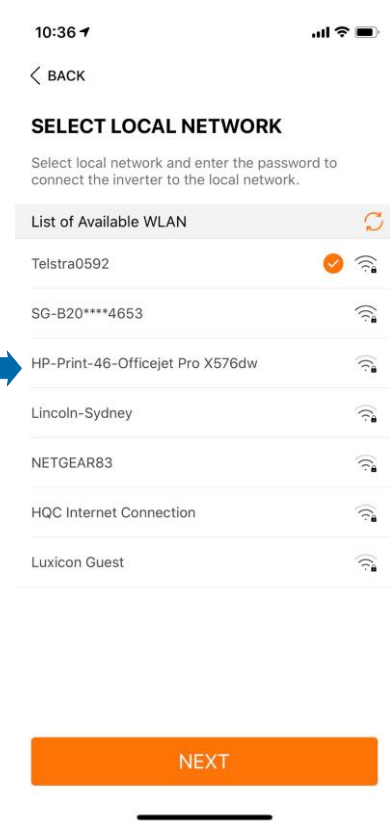 10:36
BACK
SELECT LOCAL NETWORK
Select local network and enter the password to
connect the inverter to the local network.
List of Available WLAN
Telstra0592
SG-B20****4653
HP-Print-46-Officejet Pro X576dw
Lincoln-Sydney
NETGEAR83
HQC Internet Connection
Luxicon Guest
NEXT